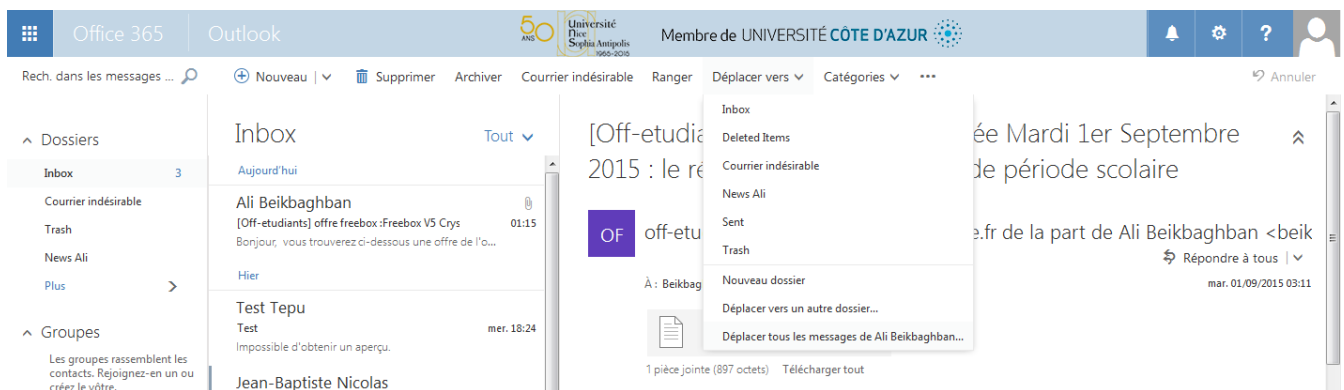 Office 365
Outlook
50
ANS
Université
Nice
Sophia Antipolis
1965-2015
Membre de UNIVERSITÉ CÔTE D'AZUR
?
Rech. dans les messages ...
Nouveau
Supprimer
Archiver
Courrier indésirable
Ranger
Déplacer vers
Catégories
...
Annuler
Dossiers
Inbox 3
Courrier indésirable
Trash
News Ali
Plus
Groupes
Les groupes rassemblent les
contacts. Rejoignez-en un ou
créez le vôtre.
Inbox
Tout
Aujourd'hui
Ali Beikbaghban
[Off-etudiants] offre freebox :Freebox V5 Crys 01:15
Bonjour, vous trouverez ci-dessous une offre de l'o...
Hier
Test Tepu
Test mer. 18:24
Impossible d'obtenir un aperçu.
Jean-Baptiste Nicolas
Inbox
Deleted Items
Courrier indésirable
News Ali
Sent
Trash
Nouveau dossier
Déplacer vers un autre dossier...
Déplacer tous les messages de Ali Beikbaghban...
[Off-etudia ée Mardi 1er Septembre
2015 : le ré de période scolaire
OF
off-etu e.fr de la part de Ali Beikbaghban <beik
Répondre à tous
À : Beikbag mar. 01/09/2015 03:11
1 pièce jointe (897 octets) Télécharger tout